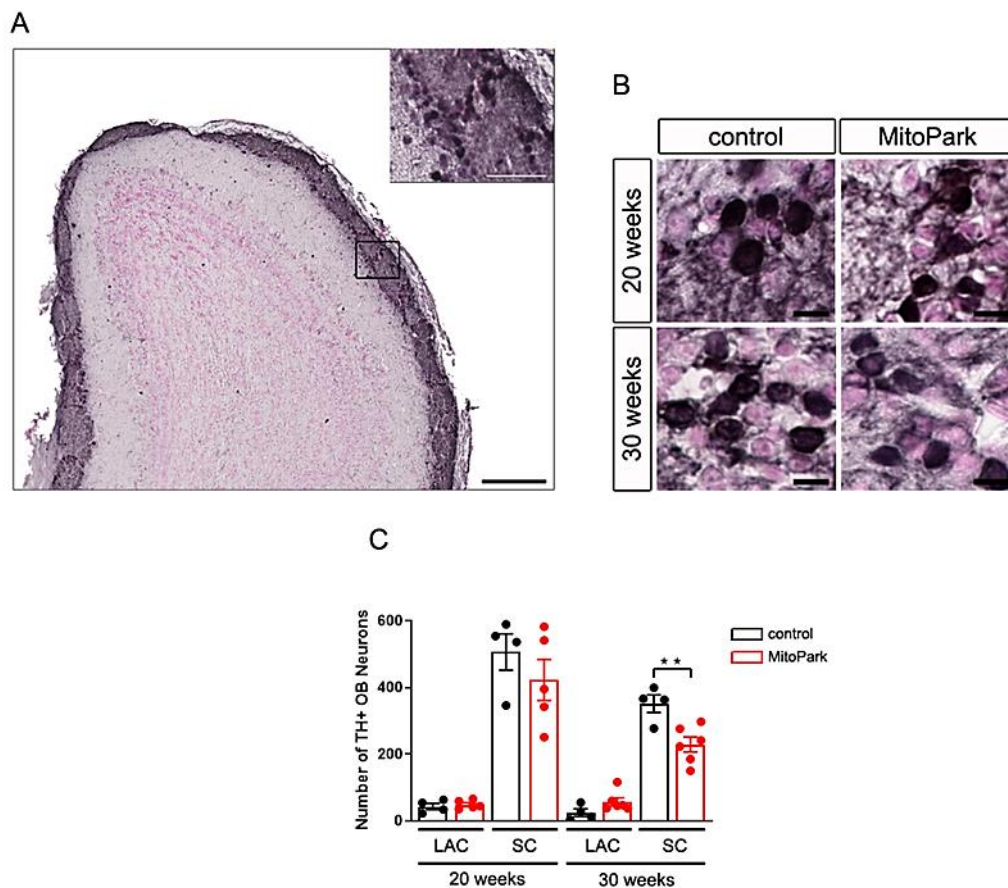 A
B
control
MitoPark
20 weeks
30 weeks
C
Number of TH+ OB Neurons
600
400
200
0
★★
control
MitoPark
LAC
SC
LAC
SC
20 weeks
30 weeks